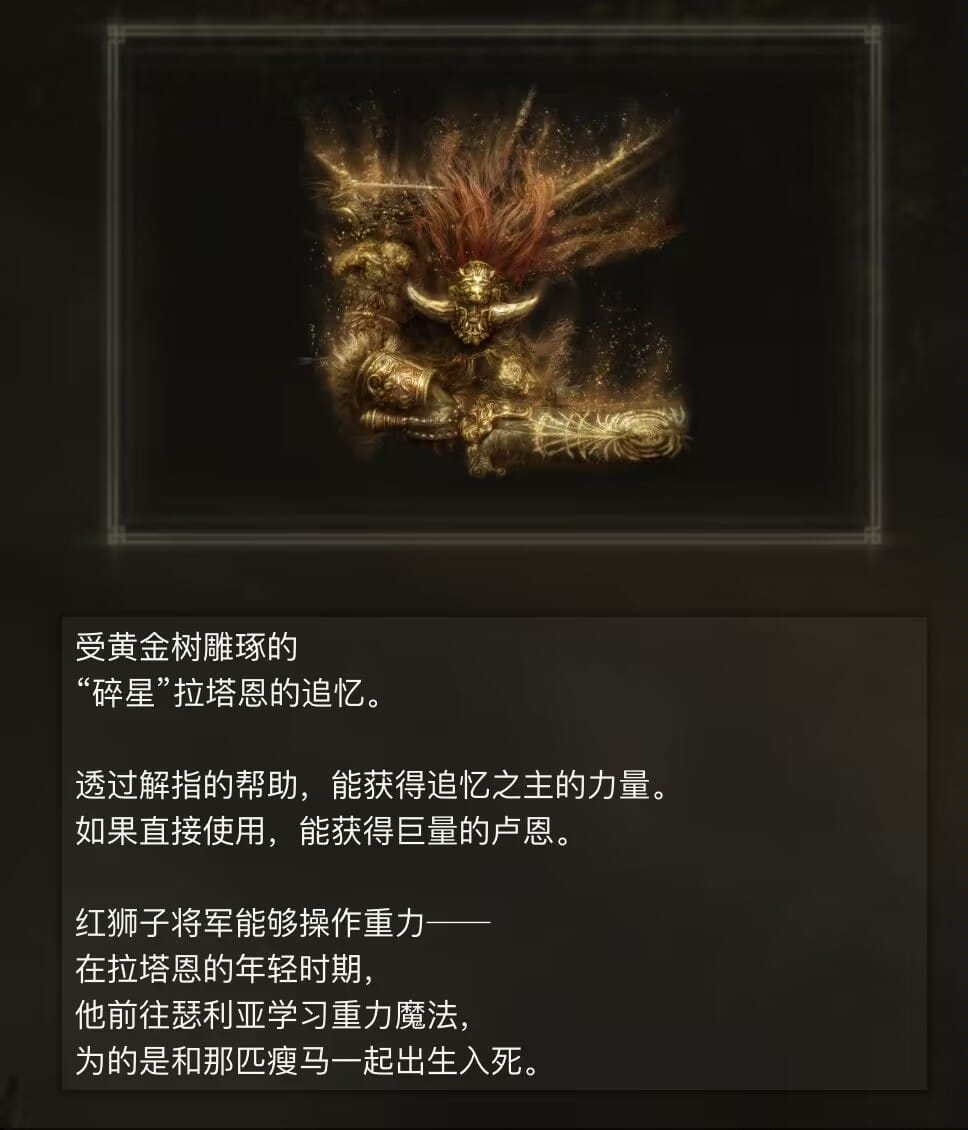 受黄金树雕琢的
“碎星”拉塔恩的追忆。
透过解指的帮助，能获得追忆之主的力量。
如果直接使用，能获得巨量的卢恩。
红狮子将军能够操作重力——
在拉塔恩的年轻时期，
他前往瑟利亚学习重力魔法，
为的是和那匹瘦马一起出生入死。